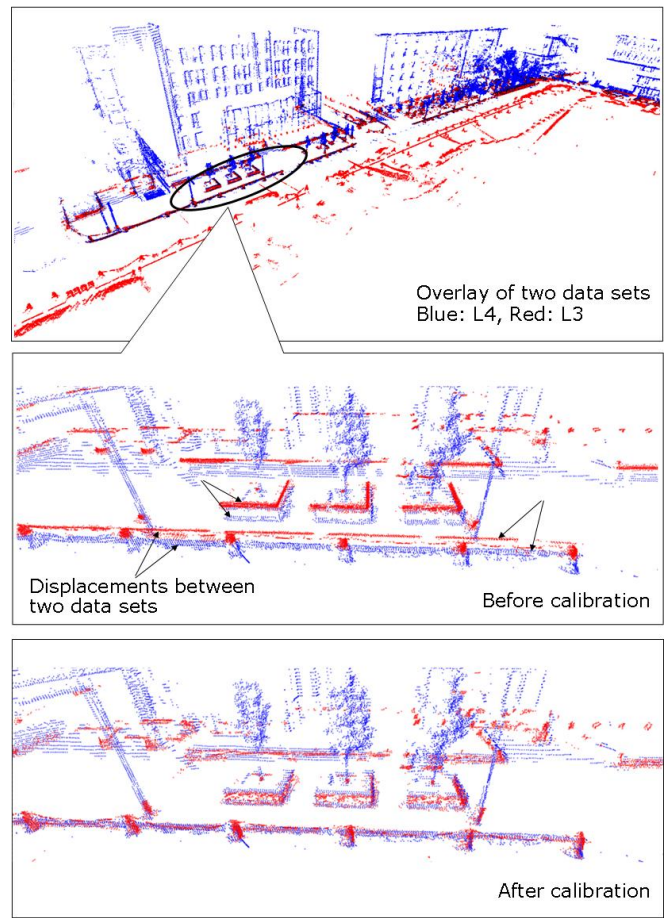 Overlay of two data sets
Blue: L4, Red: L3
Displacements between
two data sets
Before calibration
After calibration